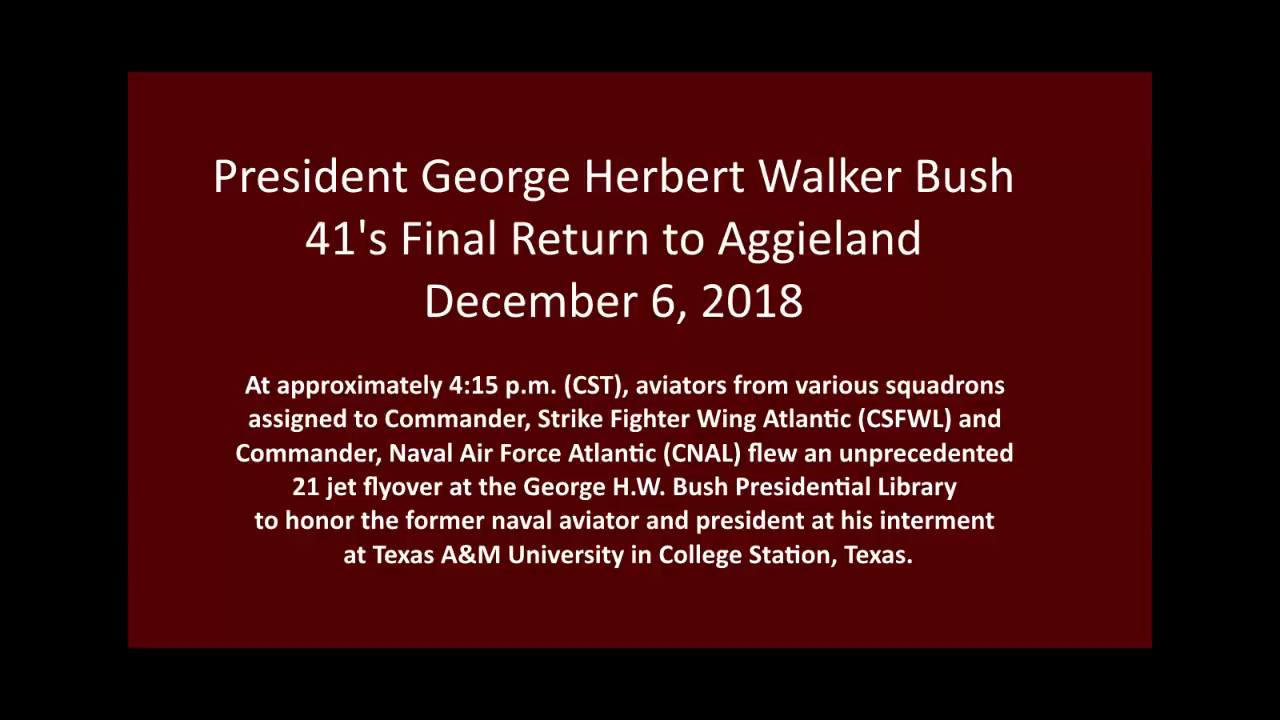 President George Herbert Walker Bush
41's Final Return to Aggieland
December 6, 2018
At approximately 4:15 p.m. (CST), aviators from various squadrons
assigned to Commander, Strike Fighter Wing Atlantic (CSFWL) and
Commander, Naval Air Force Atlantic (CNAL) flew an unprecedented
21 jet flyover at the George H.W. Bush Presidential Library
to honor the former naval aviator and president at his interment
at Texas A&M University in College Station, Texas.